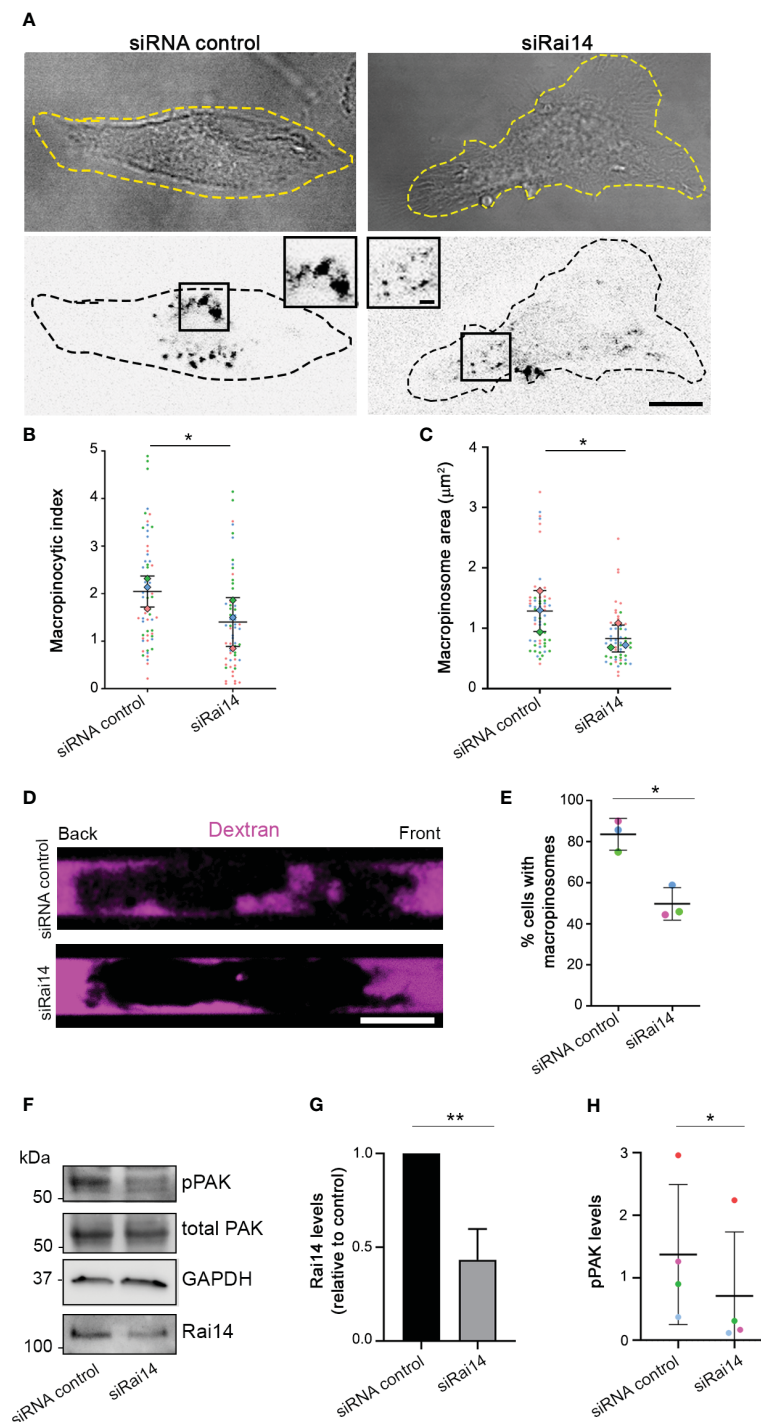 A
siRNA control
siRai14
B
Macropinocytic index
5
4
3
2
1
0
*
siRNA control
siRai14
C
Macropinosome area (μm²)
4
3
2
1
0
*
siRNA control
siRai14
D
Back
Dextran
Front
siRNA control
siRai14
E
% cells with
macropinosomes
100
80
60
40
20
0
*
siRNA control
siRai14
F
kDa
50
pPAK
50
total PAK
37
GAPDH
100
Rai14
siRNA control
siRai14
G
Rai14 levels
(relative to control)
1.0
0.5
0.0
**
siRNA control
siRai14
H
pPAK levels
3
2
1
0
*
siRNA control
siRai14